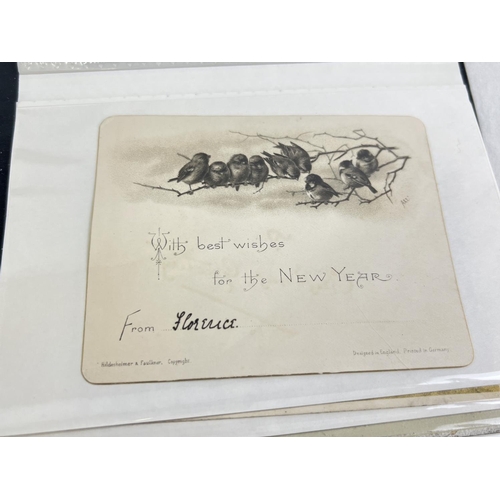 With best wishes
for the NEW YEAR.
From Florence.
Hildesheimer & Faulkner. Copyright.
Designed in England. Printed in Germany.